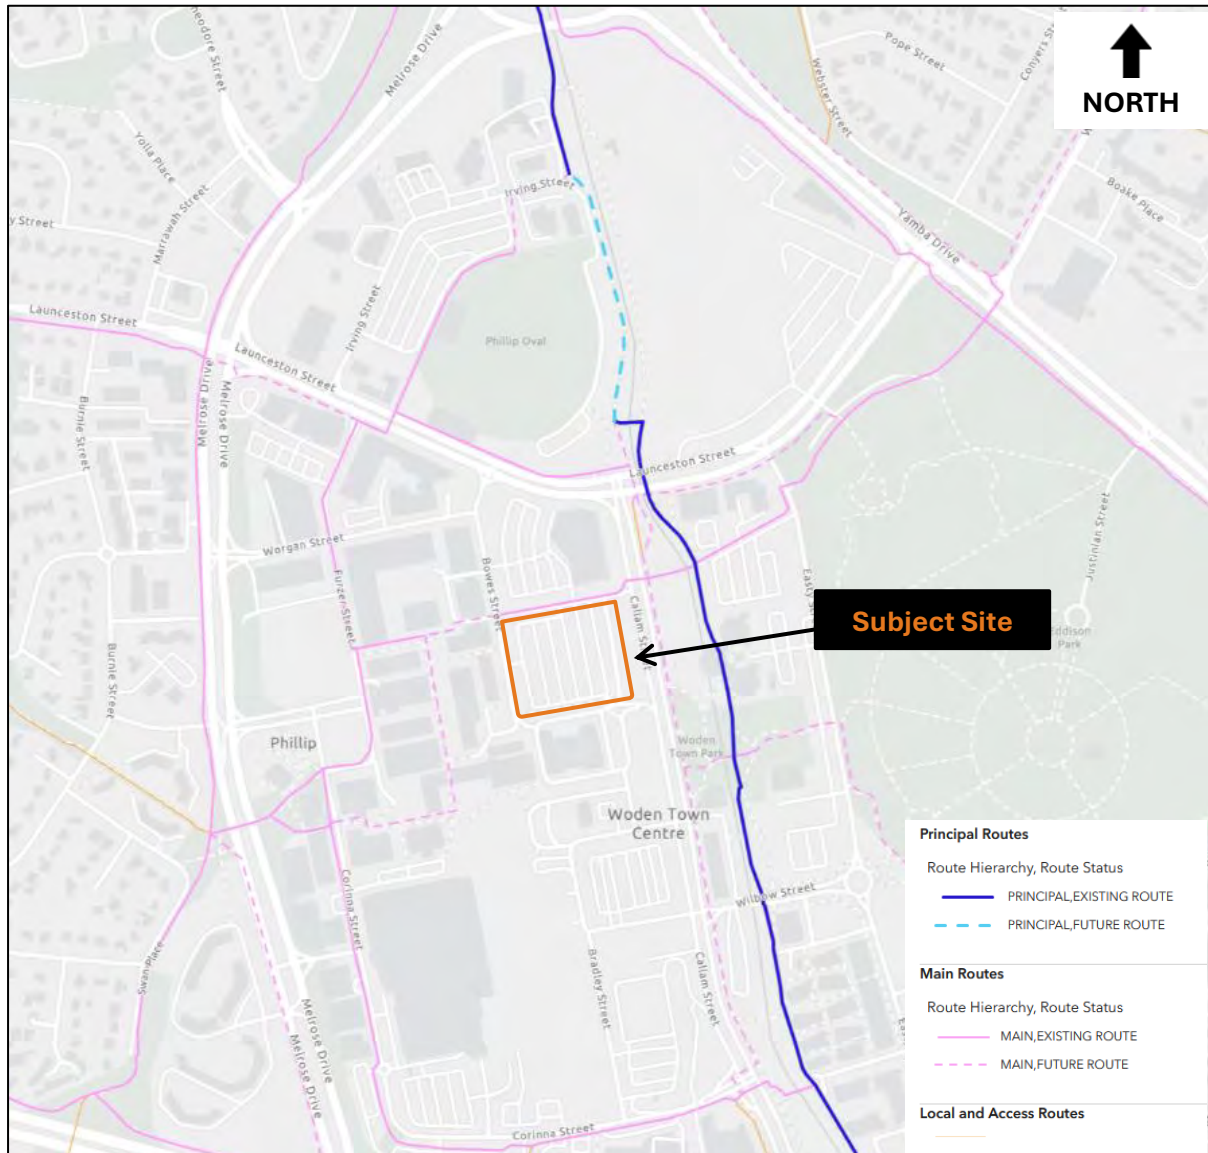 Theodore Street
Melrose Drive
Pope Street
Conyers St
Webster Street
NORTH
Yolla Place
Marrawah Street
y Street
Irving Street
Boake Place
Yamba Drive
Launceston Street
Irving Street
Phillip Oval
Launceston Street
Melrose Drive
Melrose Drive
Burnie Street
Launceston Street
Justinian Street
Worgan Street
Bowes Street
Furzer Street
Easty St
Callam Street
Subject Site
Eddison
Park
Burnie Street
Phillip
Woden
Town Park
Woden Town
Centre
Corinna Street
Wilbow Street
Swan Place
Bradley Street
Callam Street
Melrose Drive
Melrose Drive
Corinna Street
Principal Routes
Route Hierarchy, Route Status
PRINCIPAL,EXISTING ROUTE
PRINCIPAL,FUTURE ROUTE
Main Routes
Route Hierarchy, Route Status
MAIN,EXISTING ROUTE
MAIN,FUTURE ROUTE
Local and Access Routes